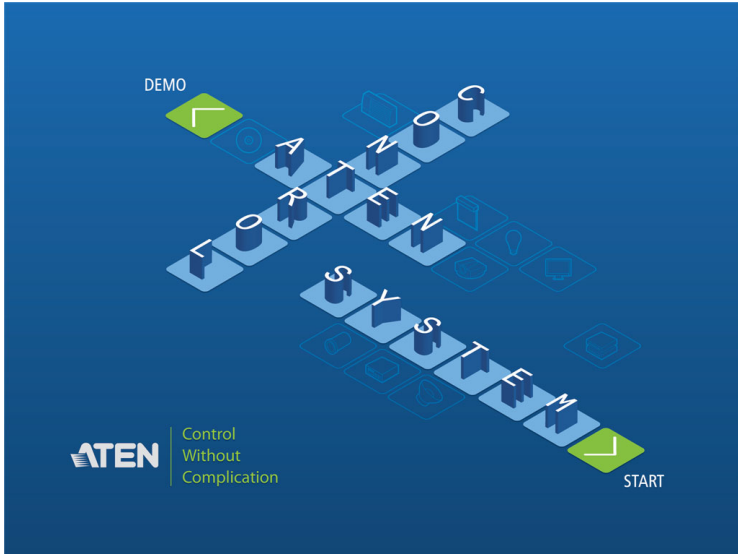 DEMO
CONTROL
ATEN
SYSTEM
ATEN
Control
Without
Complication
START